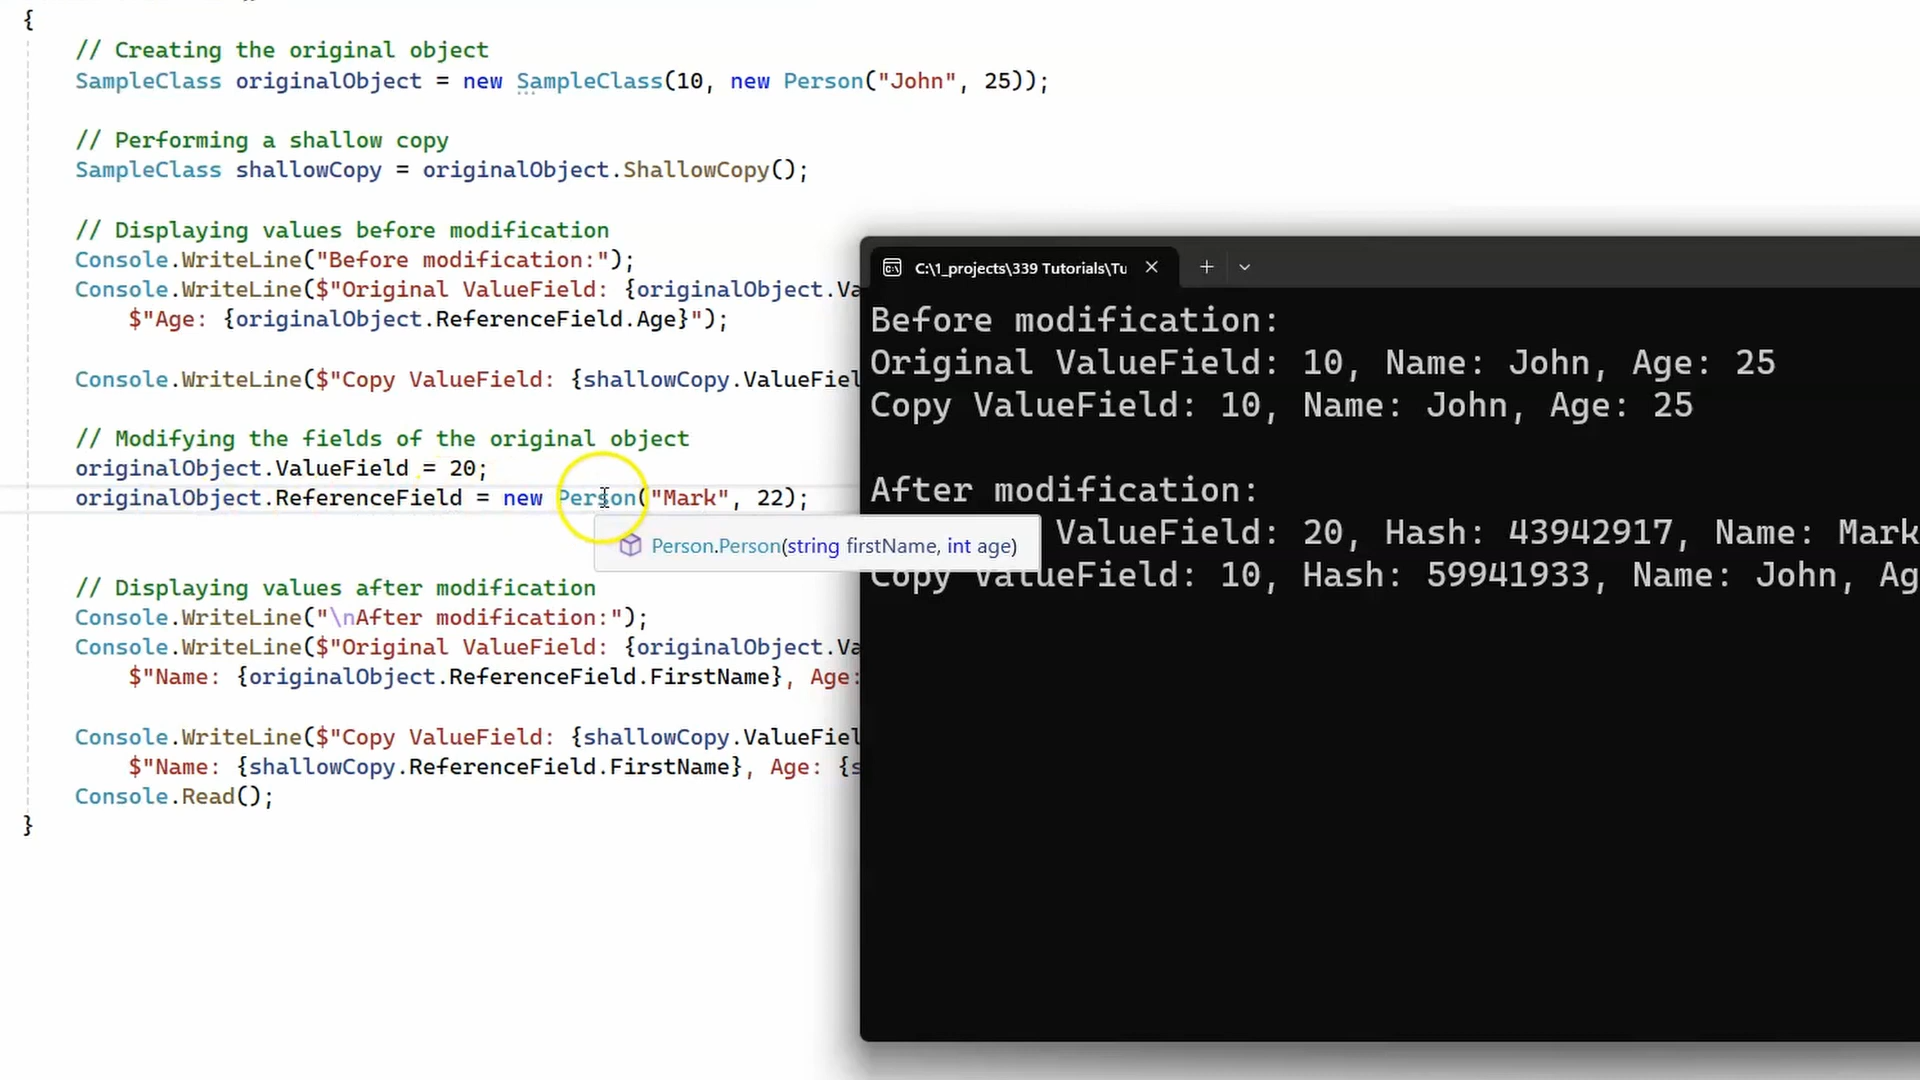 {
// Creating the original object
SampleClass originalObject = new SampleClass(10, new Person("John", 25));
// Performing a shallow copy
SampleClass shallowCopy = originalObject.ShallowCopy();
// Displaying values before modification
Console.WriteLine("Before modification:");
Console.WriteLine($"Original ValueField: {originalObject.Va
$"Age: {originalObject.ReferenceField.Age}");
Console.WriteLine($"Copy ValueField: {shallowCopy.ValueFiel
// Modifying the fields of the original object
originalObject.ValueField = 20;
originalObject.ReferenceField = new Person("Mark", 22);
Person.Person(string firstName, int age)
// Displaying values after modification
Console.WriteLine("\nAfter modification:");
Console.WriteLine($"Original ValueField: {originalObject.Va
$"Name: {originalObject.ReferenceField.FirstName}, Age:
Console.WriteLine($"Copy ValueField: {shallowCopy.ValueFiel
$"Name: {shallowCopy.ReferenceField.FirstName}, Age: {s
Console.Read();
}
C:\1_projects\339 Tutorials\Tu
Before modification:
Original ValueField: 10, Name: John, Age: 25
Copy ValueField: 10, Name: John, Age: 25
After modification:
ValueField: 20, Hash: 43942917, Name: Mark
Copy ValueField: 10, Hash: 59941933, Name: John, Ag